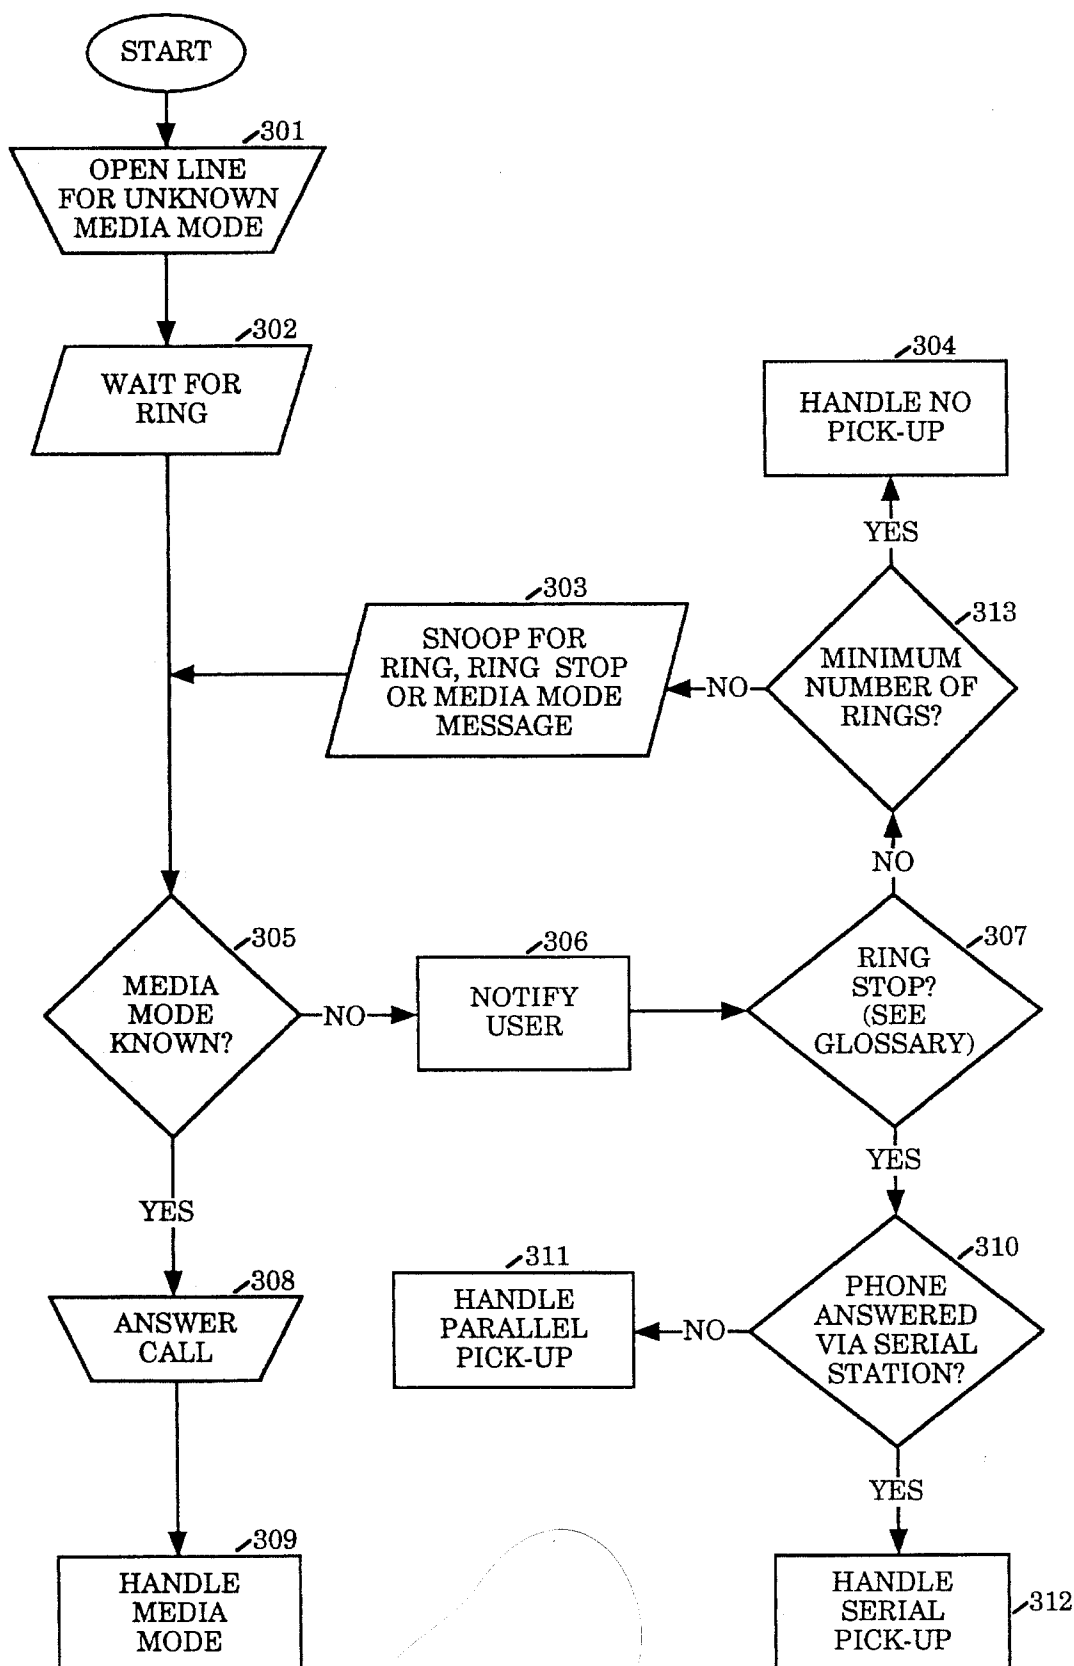 START
301
OPEN LINE
FOR UNKNOWN
MEDIA MODE
302
WAIT FOR
RING
304
HANDLE NO
PICK-UP
YES
303
SNOOP FOR
RING, RING STOP
OR MEDIA MODE
MESSAGE
NO
313
MINIMUM
NUMBER OF
RINGS?
NO
305
MEDIA
MODE
KNOWN?
NO
306
NOTIFY
USER
307
RING
STOP?
(SEE
GLOSSARY)
YES
YES
308
ANSWER
CALL
311
HANDLE
PARALLEL
PICK-UP
NO
310
PHONE
ANSWERED
VIA SERIAL
STATION?
YES
309
HANDLE
MEDIA
MODE
312
HANDLE
SERIAL
PICK-UP